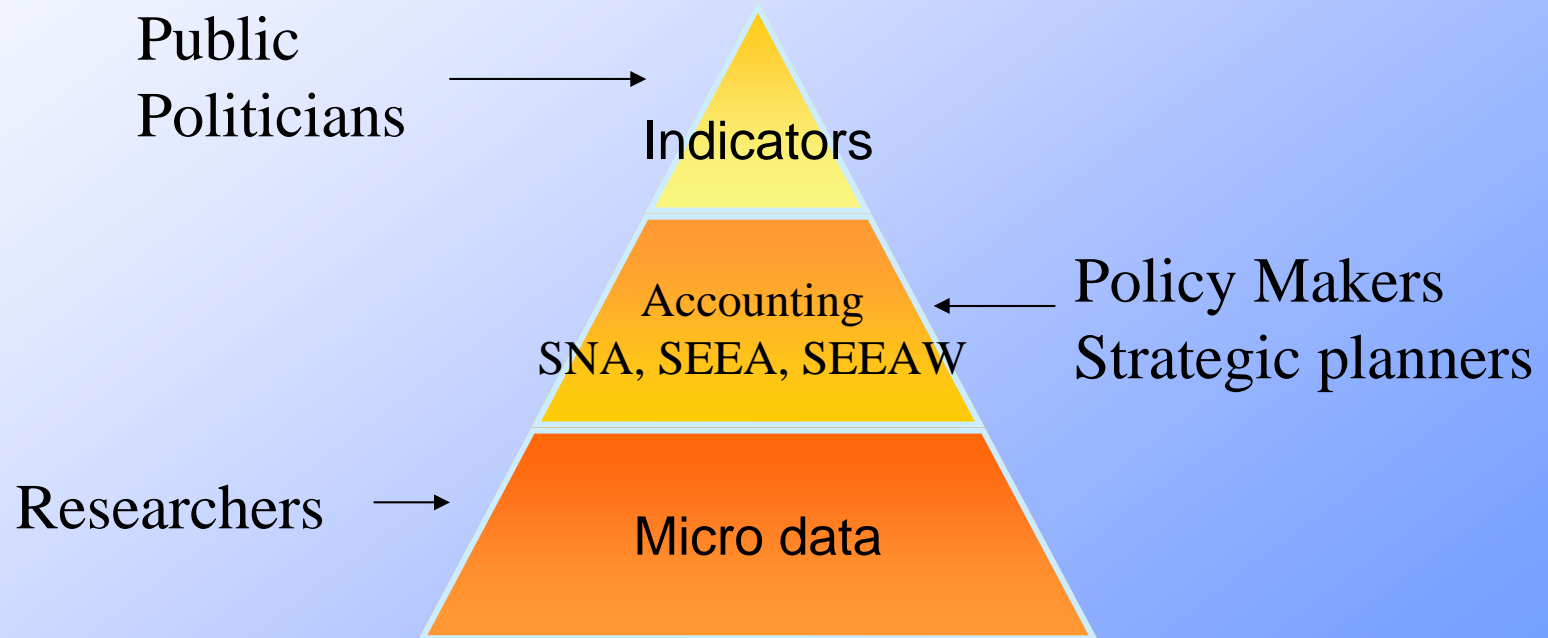 Public
Politicians
Indicators
Accounting
SNA, SEEA, SEEAW
Policy Makers
Strategic planners
Researchers
Micro data